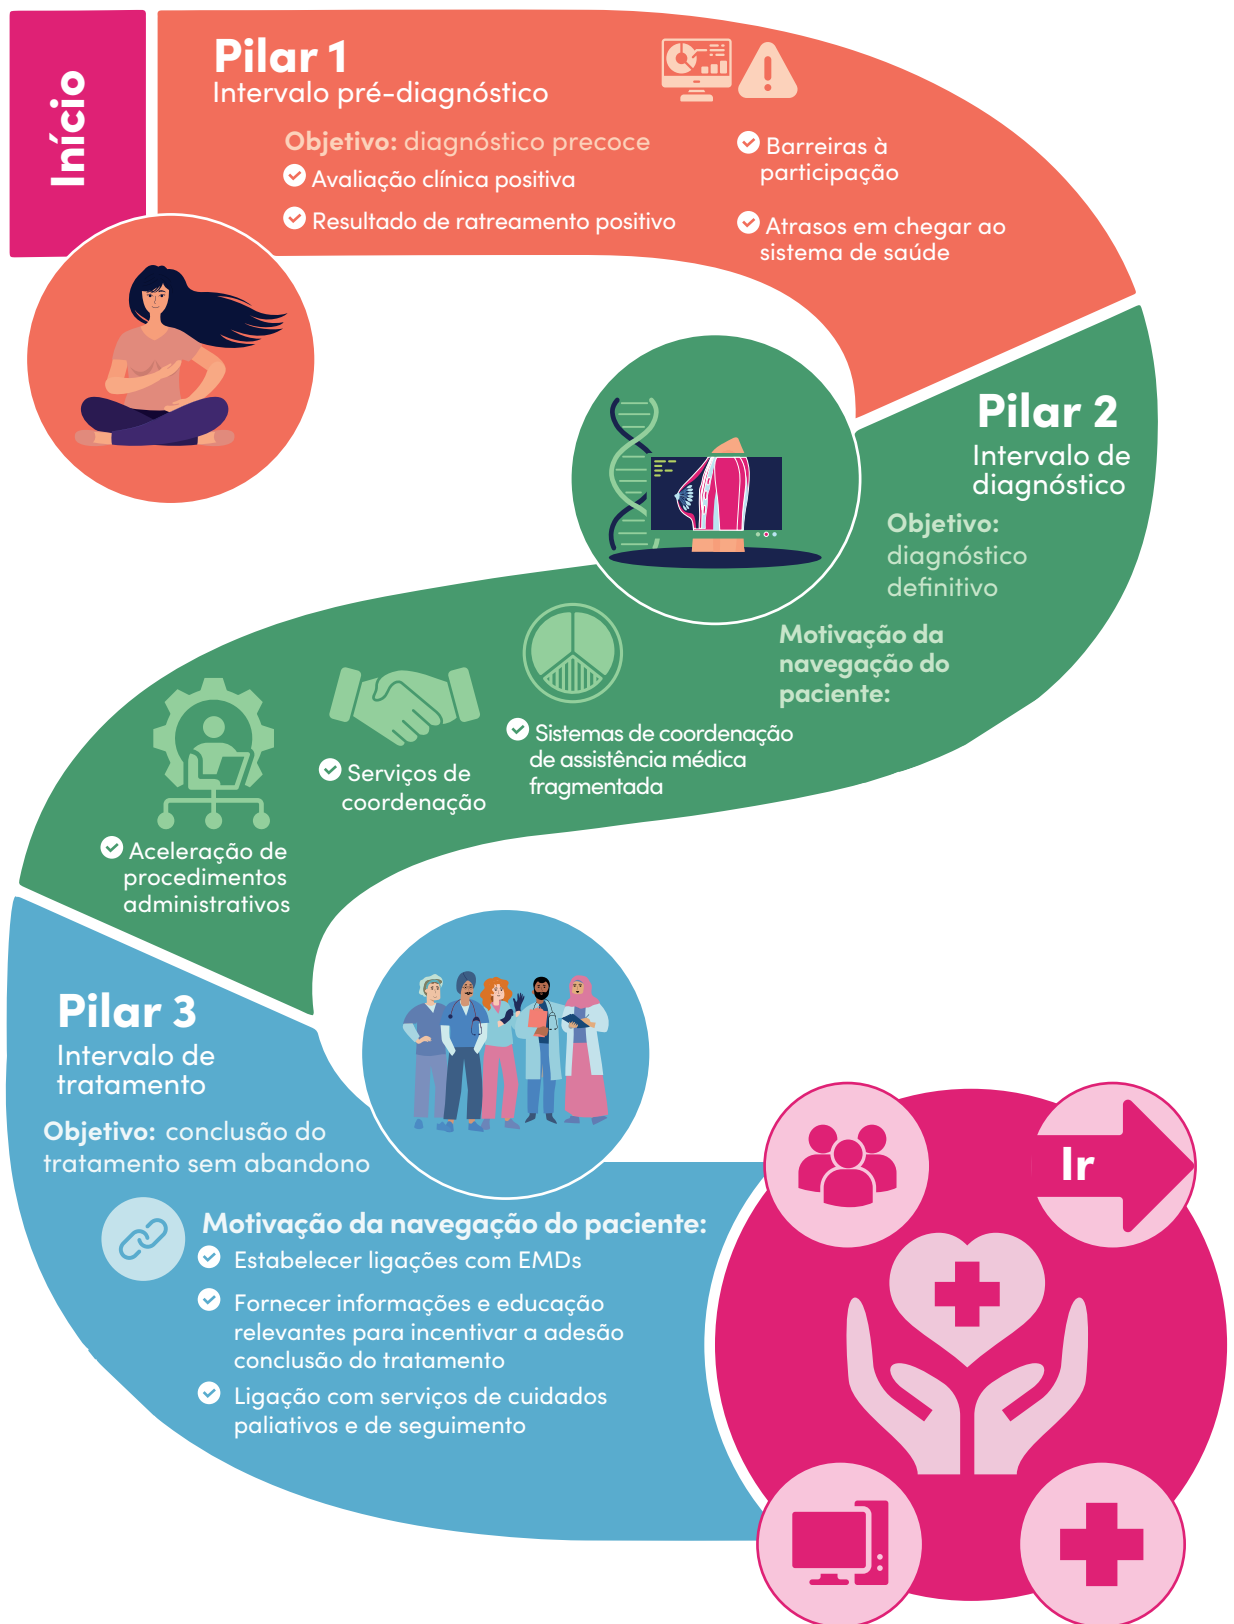 Início
Pilar 1
Intervalo pré-diagnóstico
Objetivo: diagnóstico precoce
Avaliação clínica positiva
Resultado de ratreamento positivo
Barreiras à
participação
Atrasos em chegar ao
sistema de saúde
Pilar 2
Intervalo de
diagnóstico
Objetivo:
diagnóstico
definitivo
Motivação da
navegação do
paciente:
Sistemas de coordenação
de assistência médica
fragmentada
Serviços de
coordenação
Aceleração de
procedimentos
administrativos
Pilar 3
Intervalo de
tratamento
Objetivo: conclusão do
tratamento sem abandono
Motivação da navegação do paciente:
Estabelecer ligações com EMDs
Fornecer informações e educação
relevantes para incentivar a adesão
conclusão do tratamento
Ligação com serviços de cuidados
paliativos e de seguimento
Ir